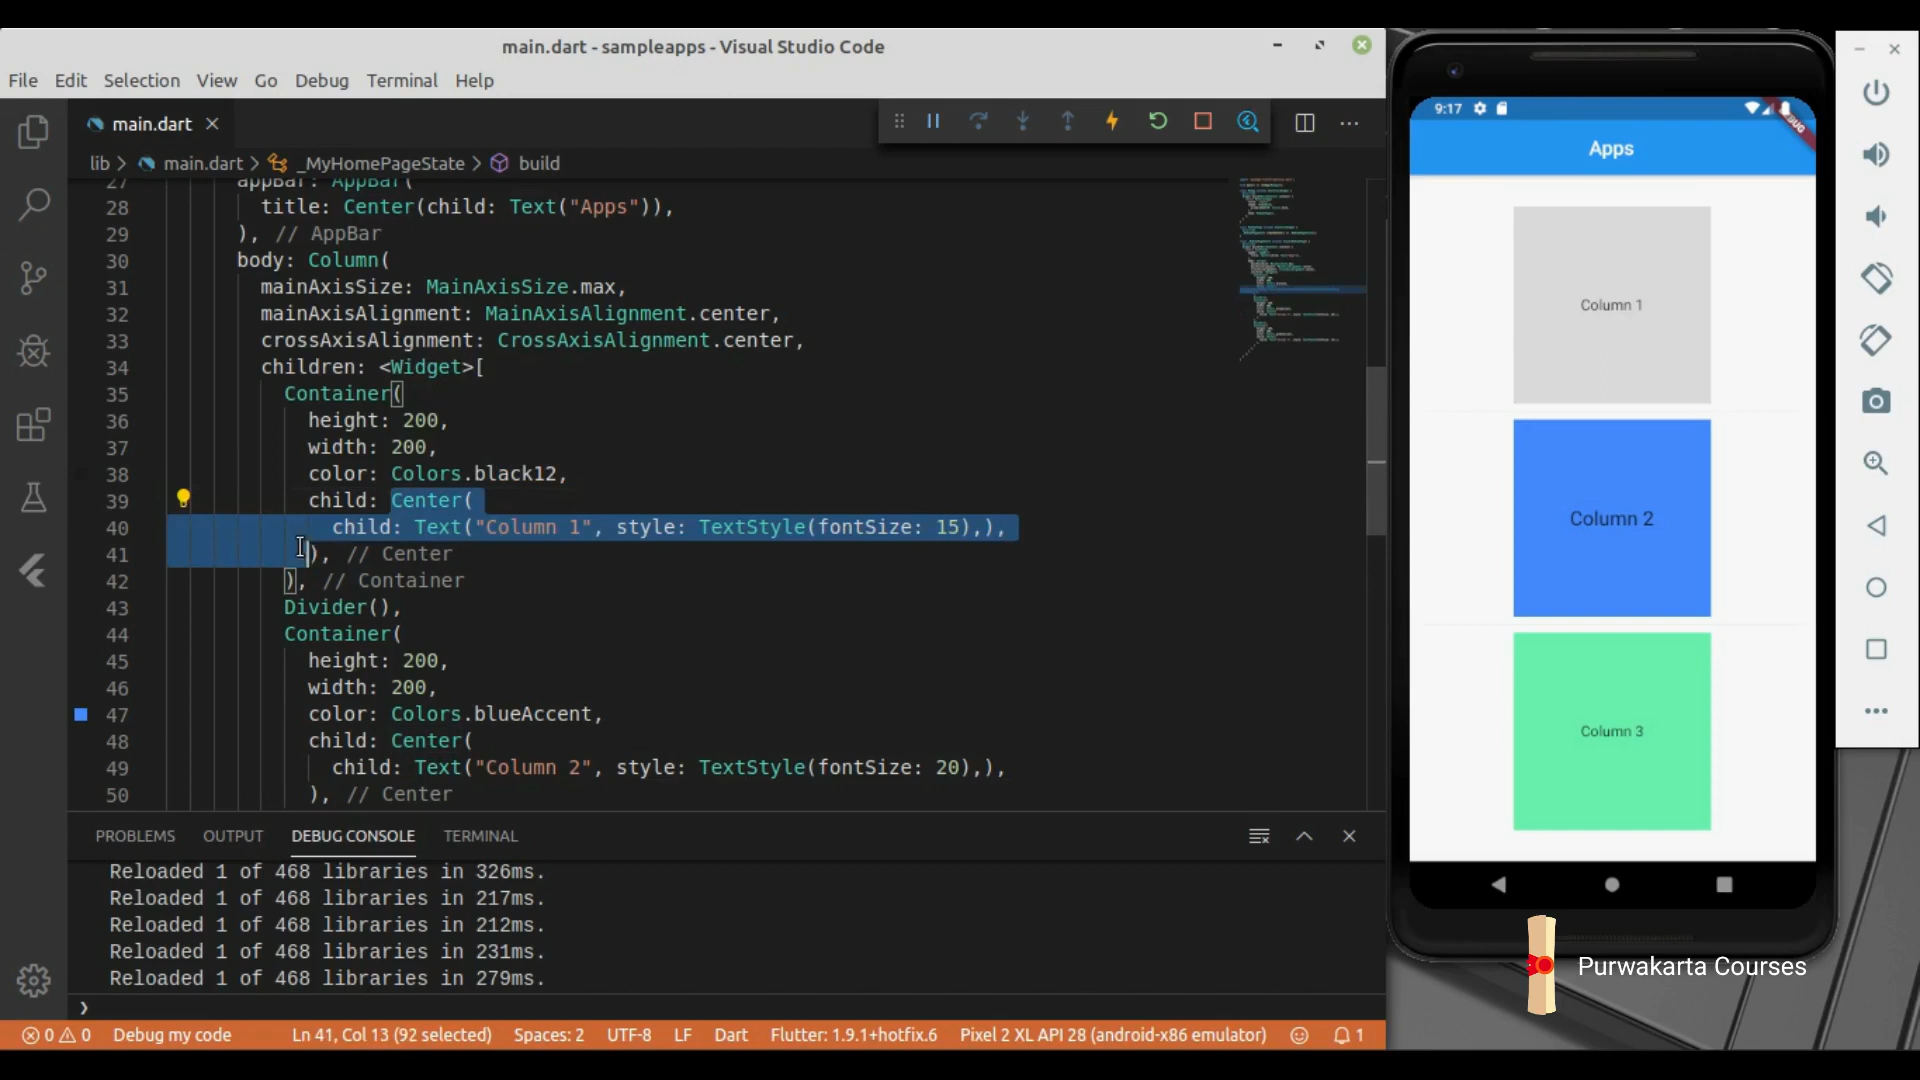 main.dart - sampleapps - Visual Studio Code
File Edit Selection View Go Debug Terminal Help
main.dart
lib > main.dart > _MyHomePageState > build
27 appBar: AppBar(
28 title: Center(child: Text("Apps")),
29 ), // AppBar
30 body: Column(
31 mainAxisSize: MainAxisSize.max,
32 mainAxisAlignment: MainAxisAlignment.center,
33 crossAxisAlignment: CrossAxisAlignment.center,
34 children: <Widget>[
35 Container(
36 height: 200,
37 width: 200,
38 color: Colors.black12,
39 child: Center(
40 child: Text("Column 1", style: TextStyle(fontSize: 15),),
41 ), // Center
42 ), // Container
43 Divider(),
44 Container(
45 height: 200,
46 width: 200,
47 color: Colors.blueAccent,
48 child: Center(
49 child: Text("Column 2", style: TextStyle(fontSize: 20),),
50 ), // Center
PROBLEMS OUTPUT DEBUG CONSOLE TERMINAL
Reloaded 1 of 468 libraries in 326ms.
Reloaded 1 of 468 libraries in 217ms.
Reloaded 1 of 468 libraries in 212ms.
Reloaded 1 of 468 libraries in 231ms.
Reloaded 1 of 468 libraries in 279ms.
0 0 Debug my code Ln 41, Col 13 (92 selected) Spaces: 2 UTF-8 LF Dart Flutter: 1.9.1+hotfix.6 Pixel 2 XL API 28 (android-x86 emulator) 1
9:17
Apps
Column 1
Column 2
Column 3
Purwakarta Courses